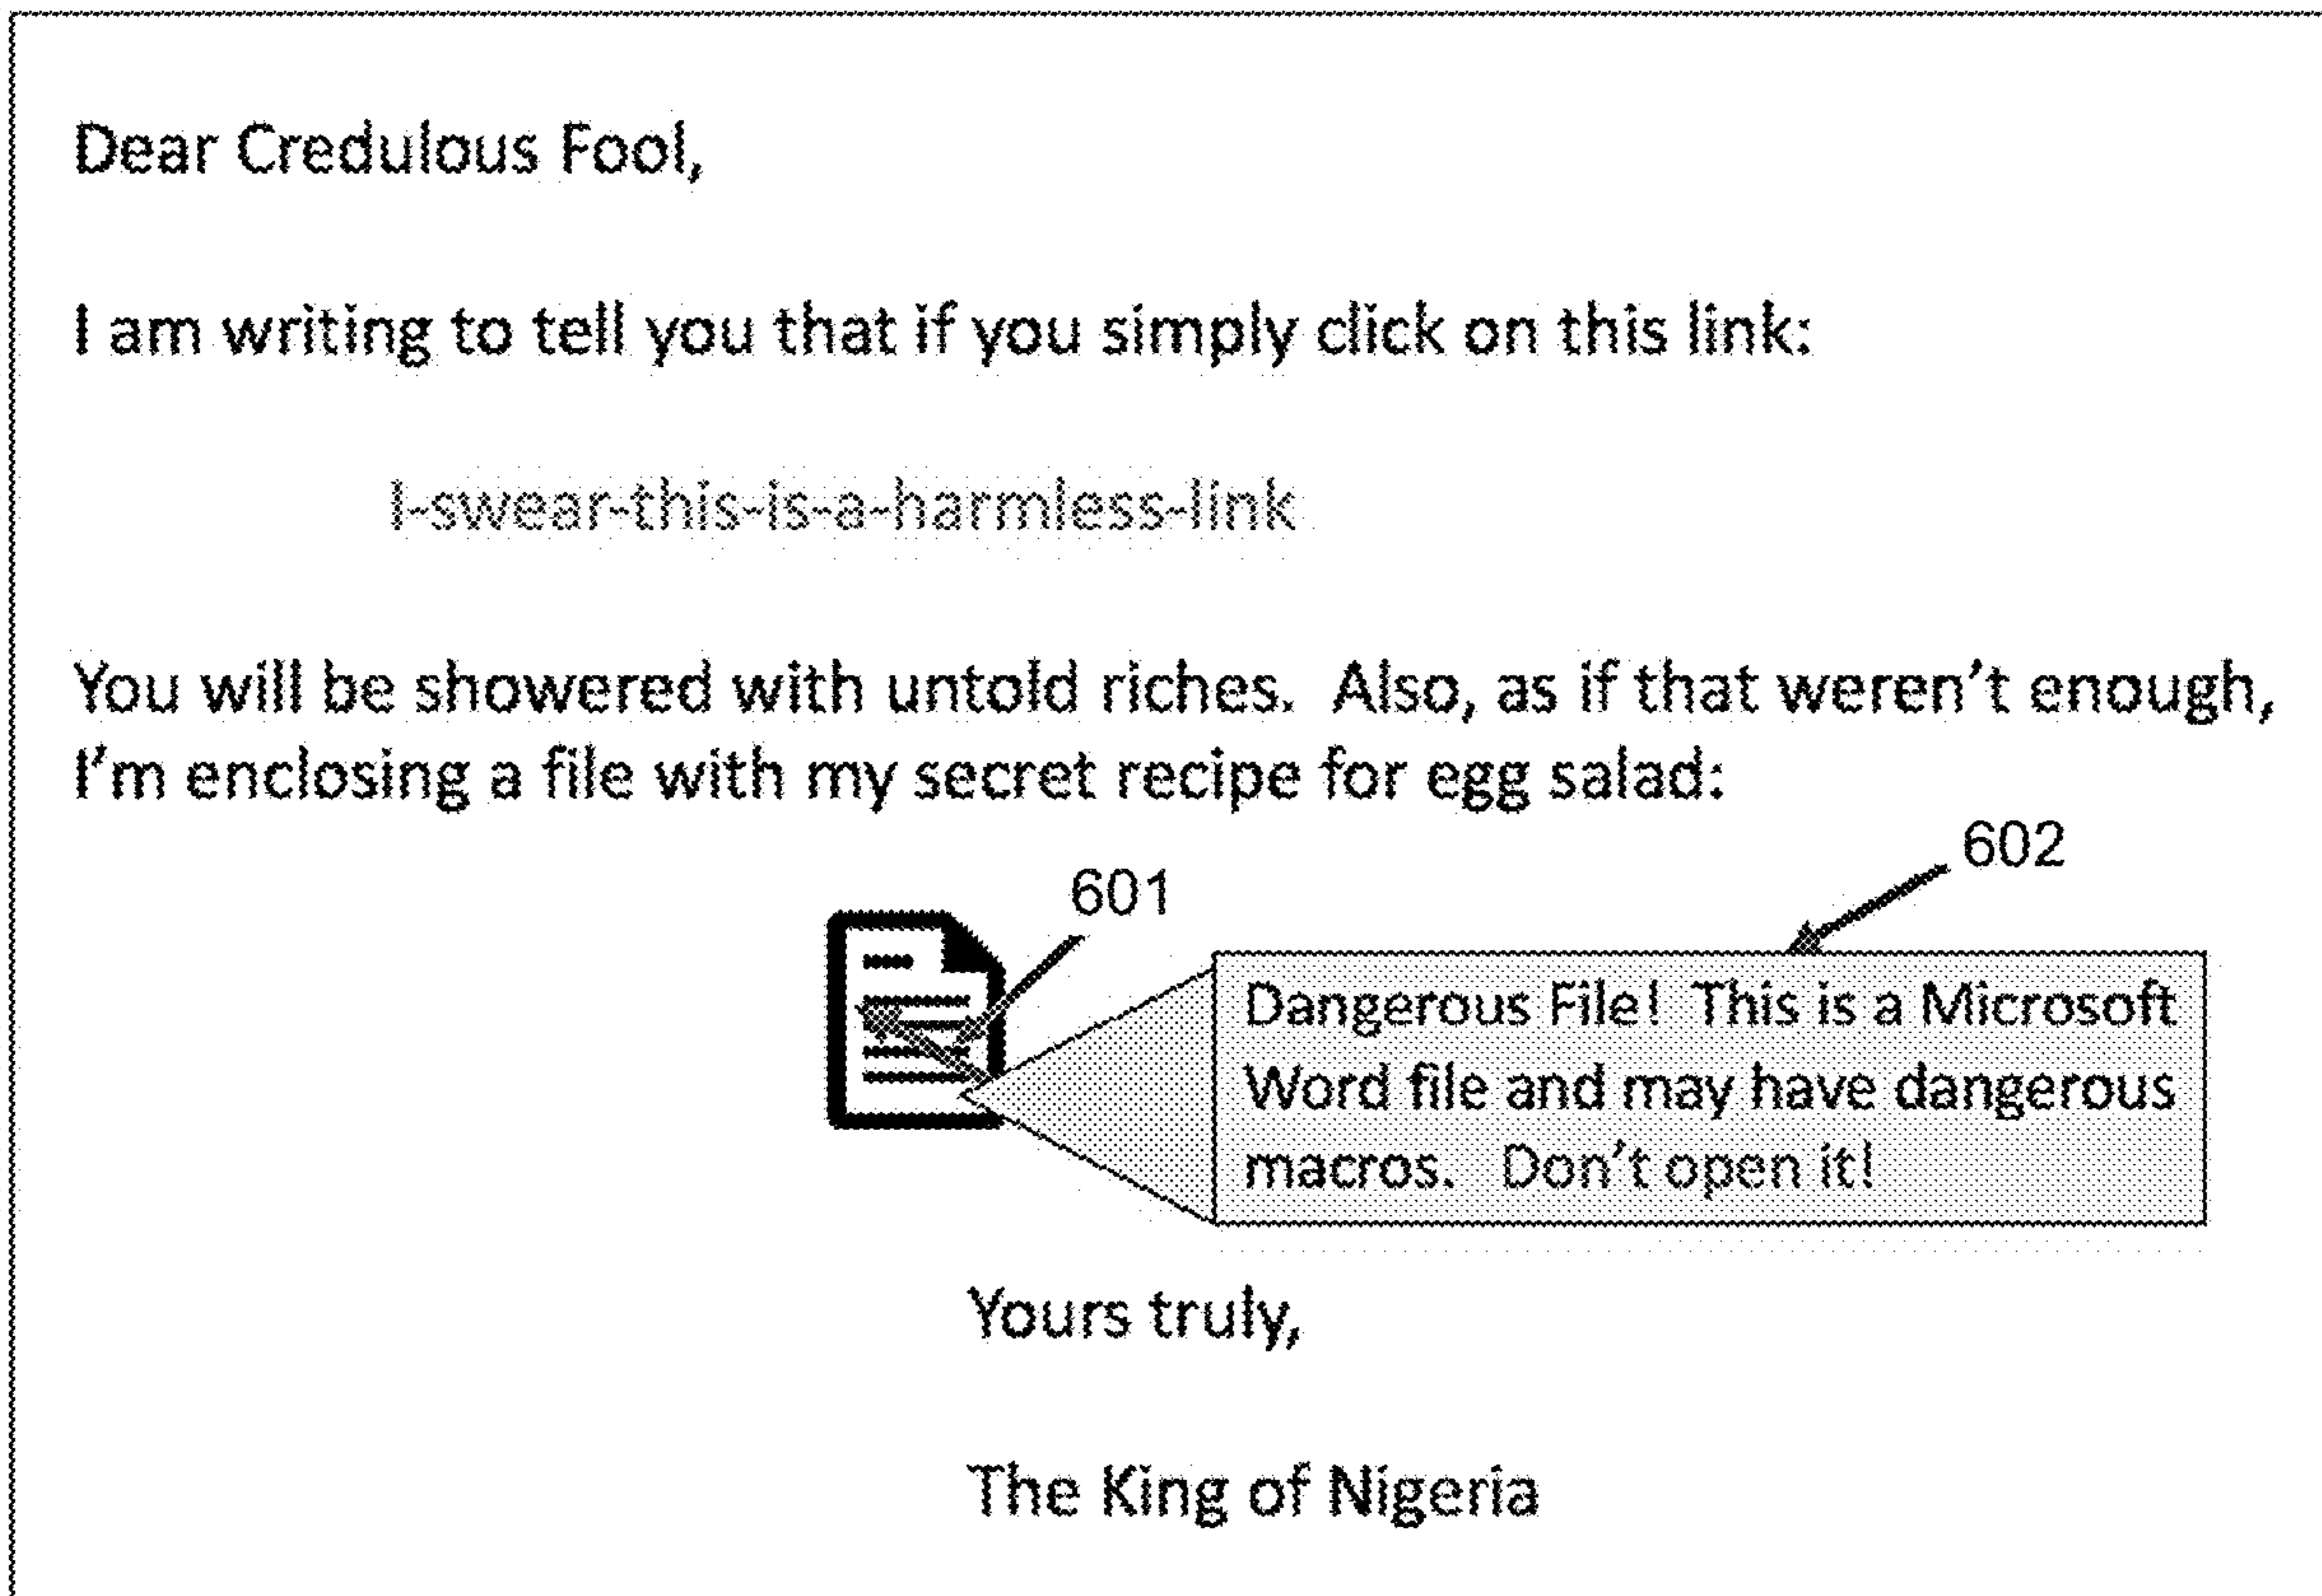 Dear Credulous Fool,
I am writing to tell you that if you simply click on this link:
I-swear-this-is-a-harmless-link
You will be showered with untold riches.  Also, as if that weren't enough,
I'm enclosing a file with my secret recipe for egg salad:
602
601
Dangerous File!  This is a Microsoft
Word file and may have dangerous
macros.   Don't open it!
Yours truly,
The King of Nigeria